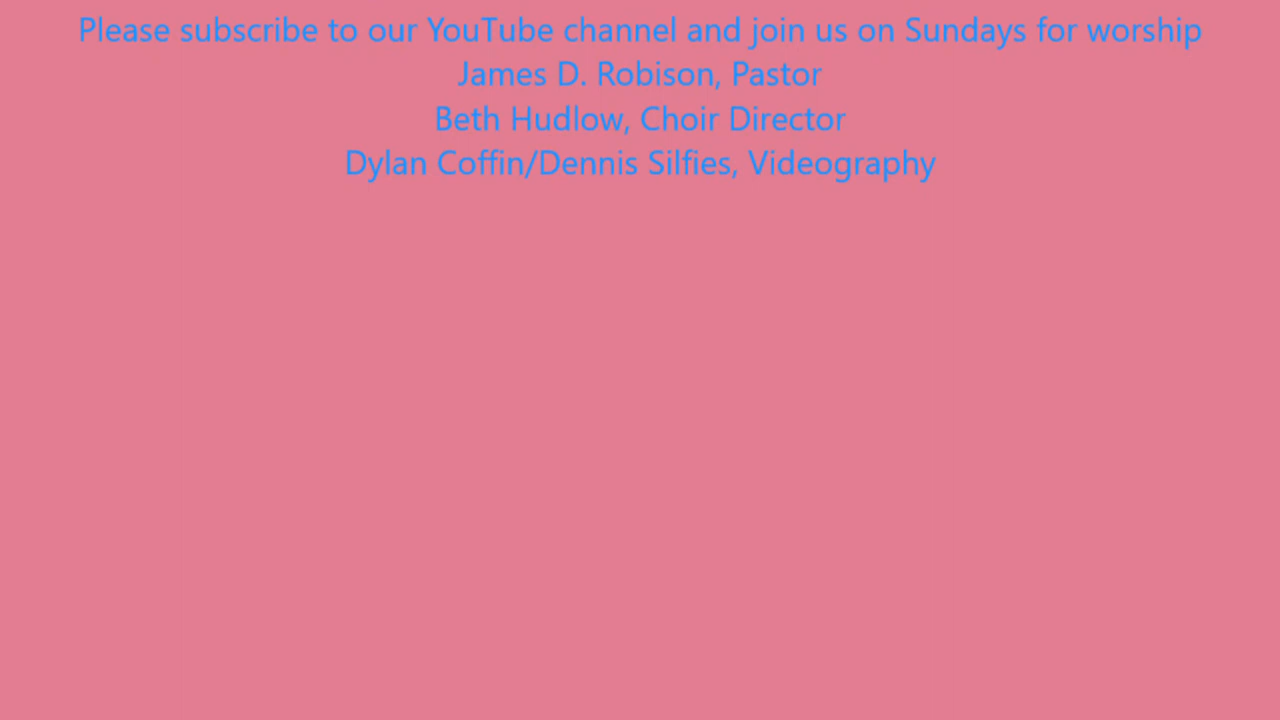 Please subscribe to our YouTube channel and join us on Sundays for worship
James D. Robison, Pastor
Beth Hudlow, Choir Director
Dylan Coffin/Dennis Silfies, Videography